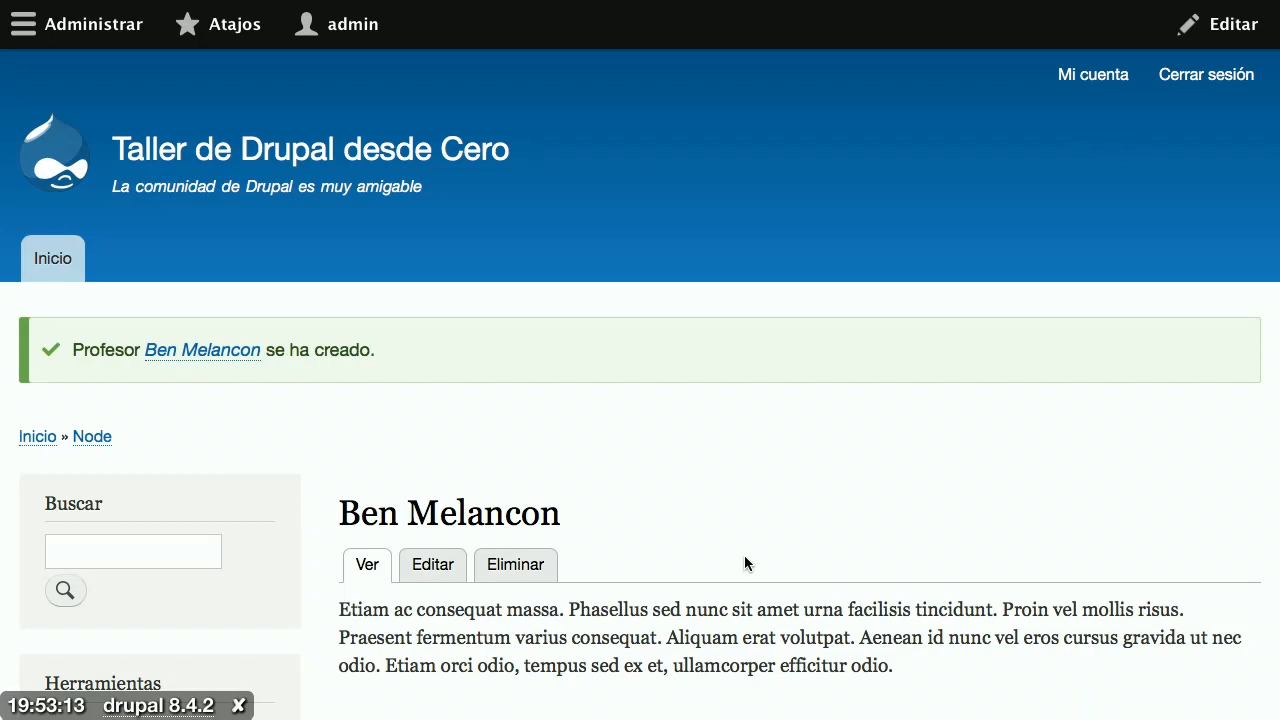 Administrar Atajos admin Editar
Mi cuenta Cerrar sesión
Taller de Drupal desde Cero
La comunidad de Drupal es muy amigable
Inicio
Profesor Ben Melancon se ha creado.
Inicio » Node
Buscar
Ben Melancon
Ver Editar Eliminar
Etiam ac consequat massa. Phasellus sed nunc sit amet urna facilisis tincidunt. Proin vel mollis risus.
Praesent fermentum varius consequat. Aliquam erat volutpat. Aenean id nunc vel eros cursus gravida ut nec
odio. Etiam orci odio, tempus sed ex et, ullamcorper efficitur odio.
Herramientas
19:53:13 drupal 8.4.2 ✘